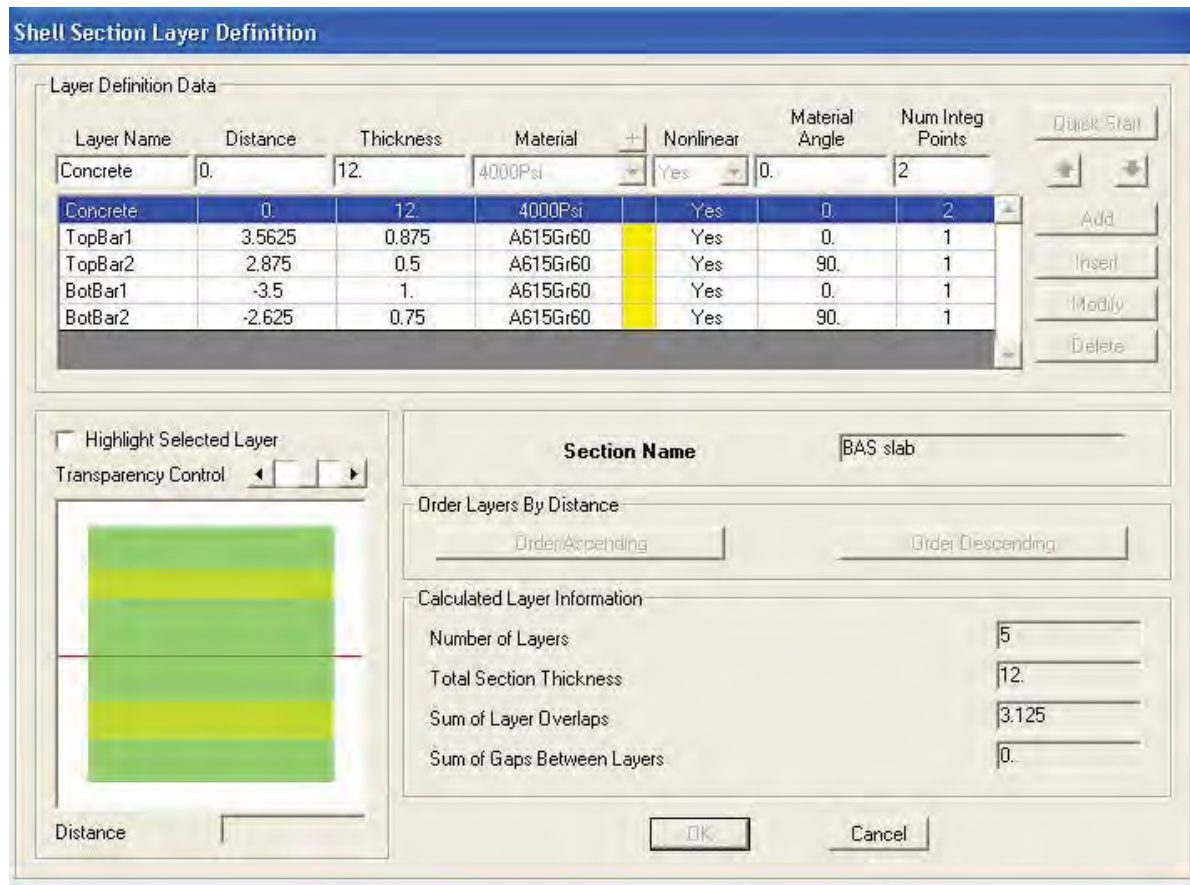 Shell Section Layer Definition
Layer Definition Data
Layer Name Distance Thickness Material + Nonlinear Material Angle Num Integ Points Quick Start
Concrete 0. 12. 4000Psi Yes 0. 2
Concrete 0. 12. 4000Psi Yes 0. 2
Add
TopBar1 3.5625 0.875 A615Gr60 Yes 0. 1
TopBar2 2.875 0.5 A615Gr60 Yes 90. 1 Insert
BotBar1 -3.5 1. A615Gr60 Yes 0. 1
Modify
BotBar2 -2.625 0.75 A615Gr60 Yes 90. 1
Delete
Highlight Selected Layer
Transparency Control
Distance
Section Name BAS slab
Order Layers By Distance
Order Ascending Order Descending
Calculated Layer Information
Number of Layers 5
Total Section Thickness 12.
Sum of Layer Overlaps 3.125
Sum of Gaps Between Layers 0.
OK Cancel